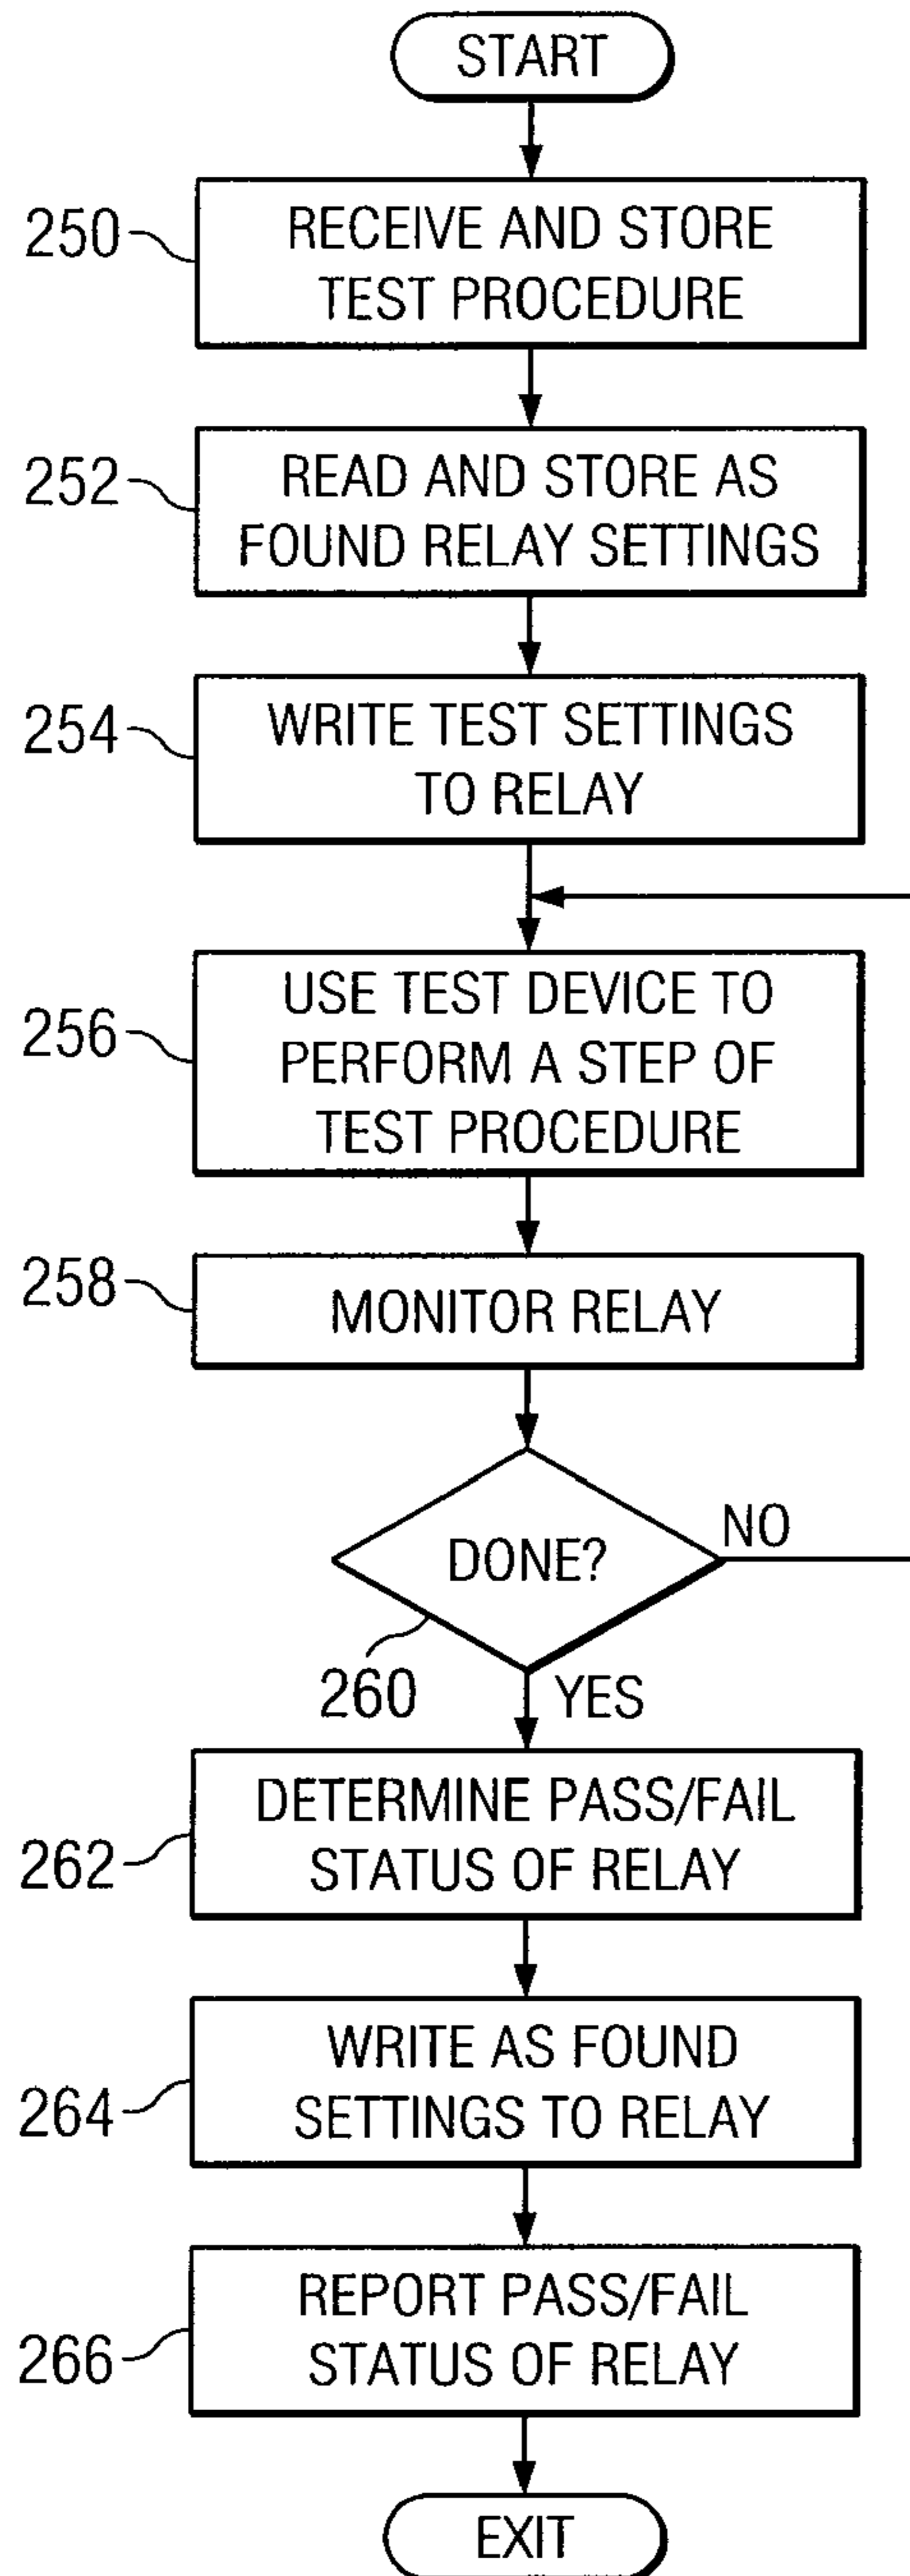 START
250
RECEIVE AND STORE
TEST PROCEDURE
252
READ AND STORE AS
FOUND RELAY SETTINGS
254
WRITE TEST SETTINGS
TO RELAY
256
USE TEST DEVICE TO
PERFORM A STEP OF
TEST PROCEDURE
258
MONITOR RELAY
DONE?
NO
260
YES
262
DETERMINE PASS/FAIL
STATUS OF RELAY
264
WRITE AS FOUND
SETTINGS TO RELAY
266
REPORT PASS/FAIL
STATUS OF RELAY
EXIT